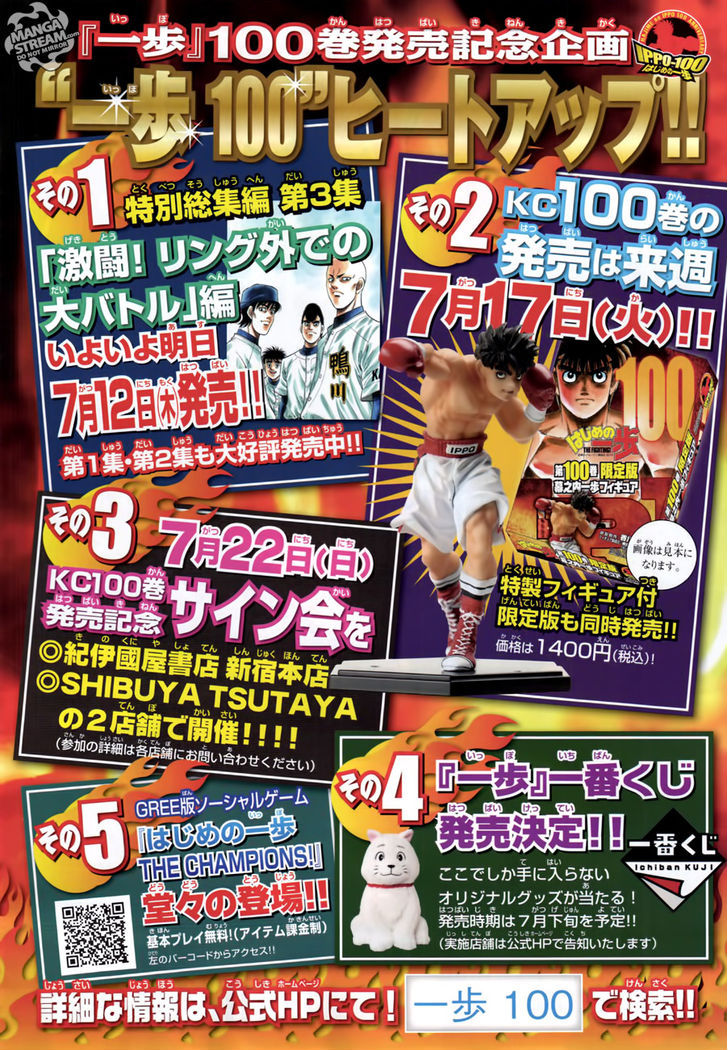 MANGA
STREAM.com
DO NOT MIRROR
『一歩』100巻発売記念企画
HAJIME no IPPO 100th ANNIVERSARY
IPPO-100
はじめの一歩
“一歩 100”ヒートアップ!!
その1
特別総集編 第3集
「激闘! リング外での
大バトル」編
いよいよ明日
7月12日(木)発売!!
第1集・第2集も大好評発売中!!
鴨川
その2
KC100巻の
発売は来週
7月17日(火)!!
IPPO
100
はじめの一歩
THE FIGHTING!
第100巻 限定版
幕之内一歩フィギュア
画像は見本に
なります。
特製フィギュア付
限定版も同時発売!!
価格は1400円(税込)!
その3
7月22日(日)
KC100巻
発売記念
サイン会を
◎紀伊國屋書店 新宿本店
◎SHIBUYA TSUTAYA
の2店舗で開催!!!!
(参加の詳細は各店舗にお問い合わせください)
その4
『一歩』一番くじ
発売決定!!
一番くじ
Ichiban KUJI
ここでしか手に入らない
オリジナルグッズが当たる!
発売時期は7月下旬を予定!!
(実施店舗は公式HPで告知いたします)
その5
GREE版ソーシャルゲーム
『はじめの一歩
THE CHAMPIONS!』
堂々の登場!!
基本プレイ無料!(アイテム課金制)
左のバーコードからアクセス!!
詳細な情報は、公式HPにて! 一歩 100 で検索!!